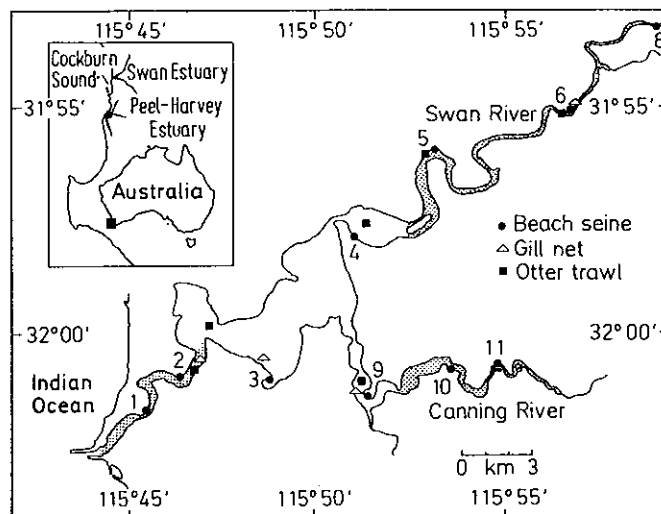 115° 45'
115° 50'
115° 55'
Cockburn
Sound
Swan Estuary
Peel-Harvey
Estuary
Australia
8
31° 55'
6
31° 55'
Swan River
5
4
Beach seine
Gill net
Otter trawl
32° 00'
32° 00'
2
3
9
11
10
Indian
Ocean
1
Canning River
0 km 3
115° 45'
115° 50'
115° 55'